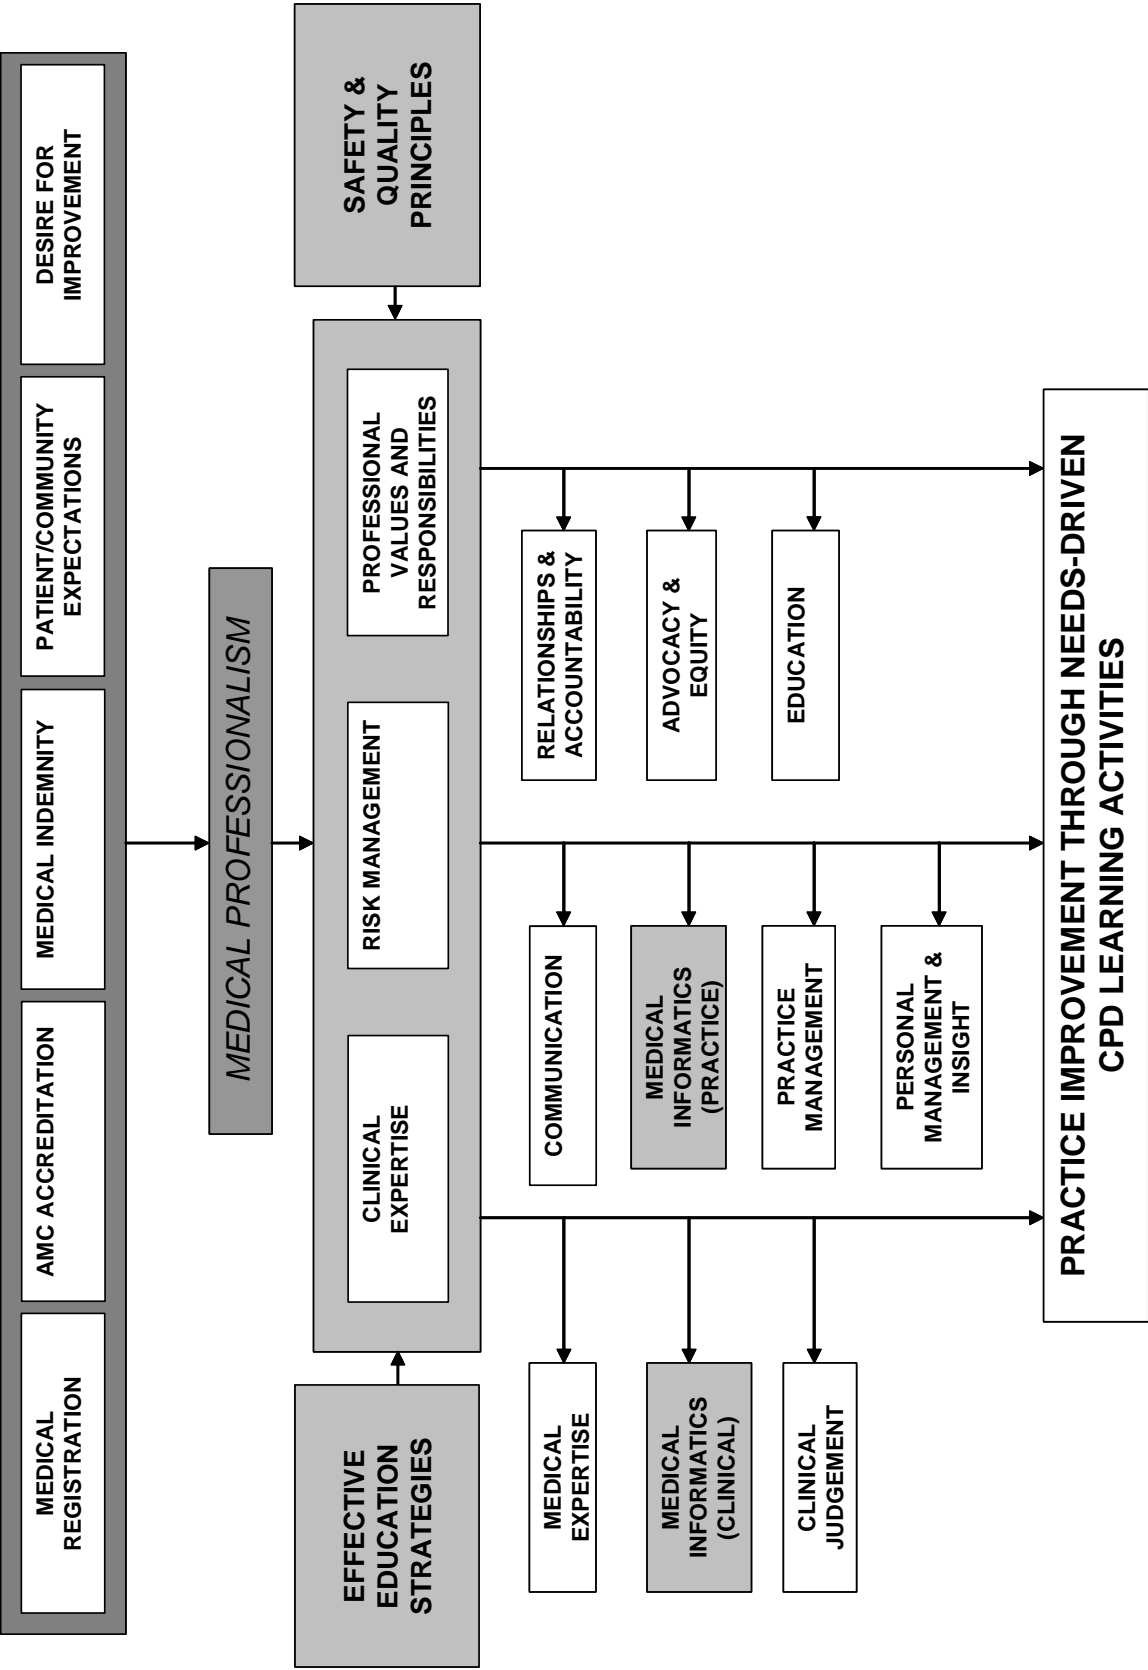 MEDICAL
REGISTRATION
AMC ACCREDITATION
MEDICAL INDEMNITY
PATIENT/COMMUNITY
EXPECTATIONS
DESIRE FOR
IMPROVEMENT
MEDICAL PROFESSIONALISM
EFFECTIVE
EDUCATION
STRATEGIES
CLINICAL
EXPERTISE
RISK MANAGEMENT
PROFESSIONAL
VALUES AND
RESPONSIBILITIES
SAFETY &
QUALITY
PRINCIPLES
MEDICAL
EXPERTISE
MEDICAL
INFORMATICS
(CLINICAL)
CLINICAL
JUDGEMENT
COMMUNICATION
MEDICAL
INFORMATICS
(PRACTICE)
PRACTICE
MANAGEMENT
PERSONAL
MANAGEMENT &
INSIGHT
RELATIONSHIPS &
ACCOUNTABILITY
ADVOCACY &
EQUITY
EDUCATION
PRACTICE IMPROVEMENT THROUGH NEEDS-DRIVEN
CPD LEARNING ACTIVITIES